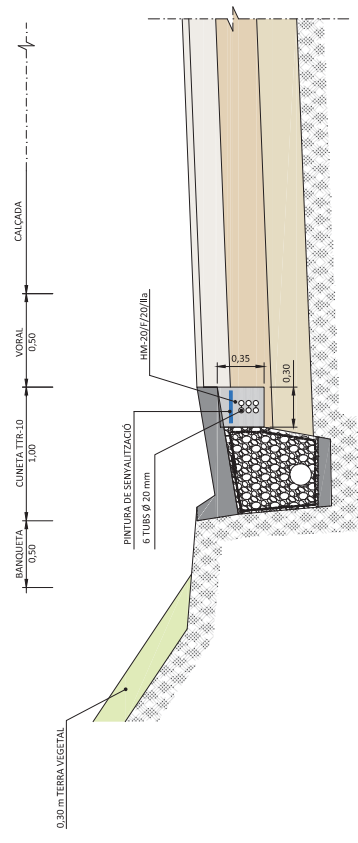 BANQUETA
0,50
CUNETA TTR-10
1,00
VORAL
0,50
CALÇADA
0,30 m TERRA VEGETAL
PINTURA DE SENYALITZACIÓ
6 TUBS Ø 20 mm
HM-20/F/20/IIa
0,35
0,30